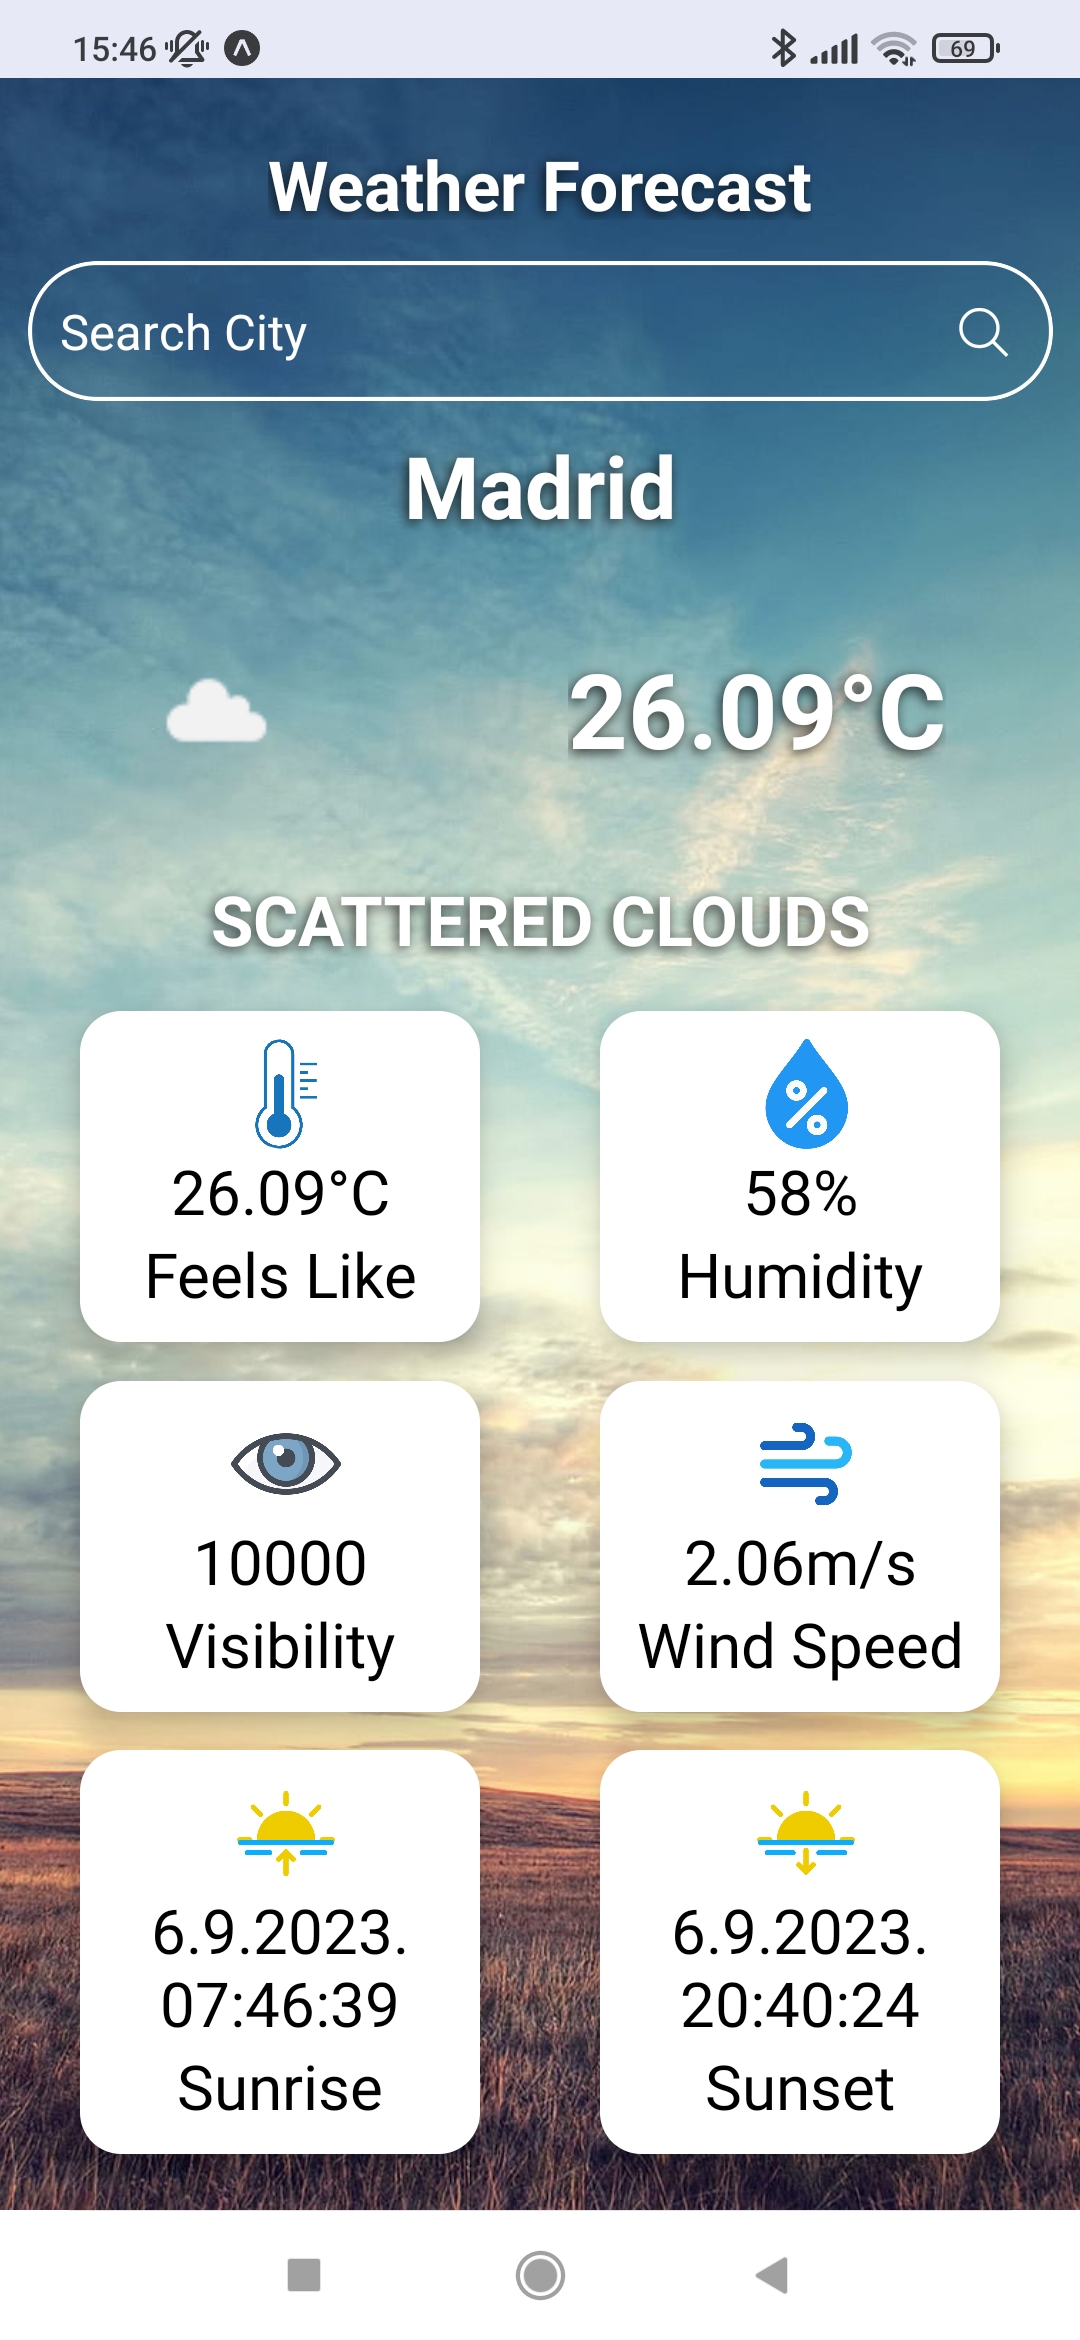 15:46
69
Weather Forecast
Search City
Madrid
26.09°C
SCATTERED CLOUDS
26.09°C
Feels Like
58%
Humidity
10000
Visibility
2.06m/s
Wind Speed
6.9.2023.
07:46:39
Sunrise
6.9.2023.
20:40:24
Sunset